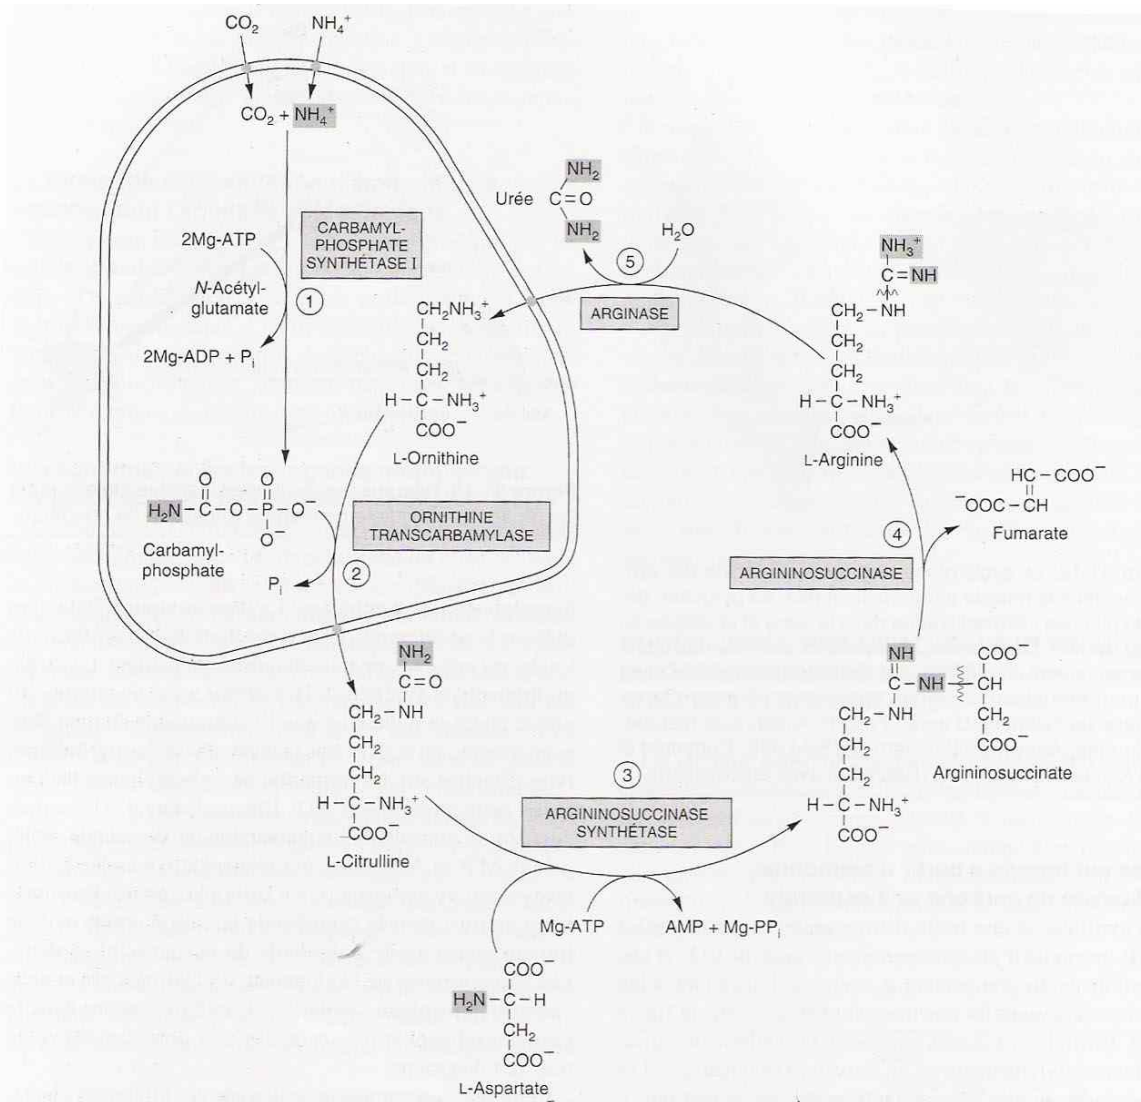 CO₂ NH₄⁺
CO₂ + NH₄⁺
CARBAMYL-
PHOSPHATE
SYNTHÉTASE I
2Mg-ATP
N-Acétyl-
glutamate
1
2Mg-ADP + Pᵢ
H₂N–C–O–P–O⁻
O O
O⁻
Carbamyl-
phosphate
Pᵢ
2
ORNITHINE
TRANSCARBAMYLASE
CH₂NH₃⁺
CH₂
CH₂
H–C–NH₃⁺
COO⁻
L-Ornithine
NH₂
C=O
CH₂–NH
CH₂
CH₂
H–C–NH₃⁺
COO⁻
L-Citrulline
3
ARGININOSUCCINASE
SYNTHÉTASE
Mg-ATP AMP + Mg-PPᵢ
COO⁻
H₂N–C–H
CH₂
COO⁻
L-Aspartate
NH
C–NH
CH₂–NH
CH₂
CH₂
H–C–NH₃⁺
COO⁻
COO⁻
CH
CH₂
COO⁻
Argininosuccinate
4
ARGININOSUCCINASE
CH–COO⁻
⁻OOC–CH
Fumarate
NH₃⁺
C=NH
CH₂–NH
CH₂
CH₂
H–C–NH₃⁺
COO⁻
L-Arginine
5
ARGINASE
H₂O
NH₂
Urée C=O
NH₂